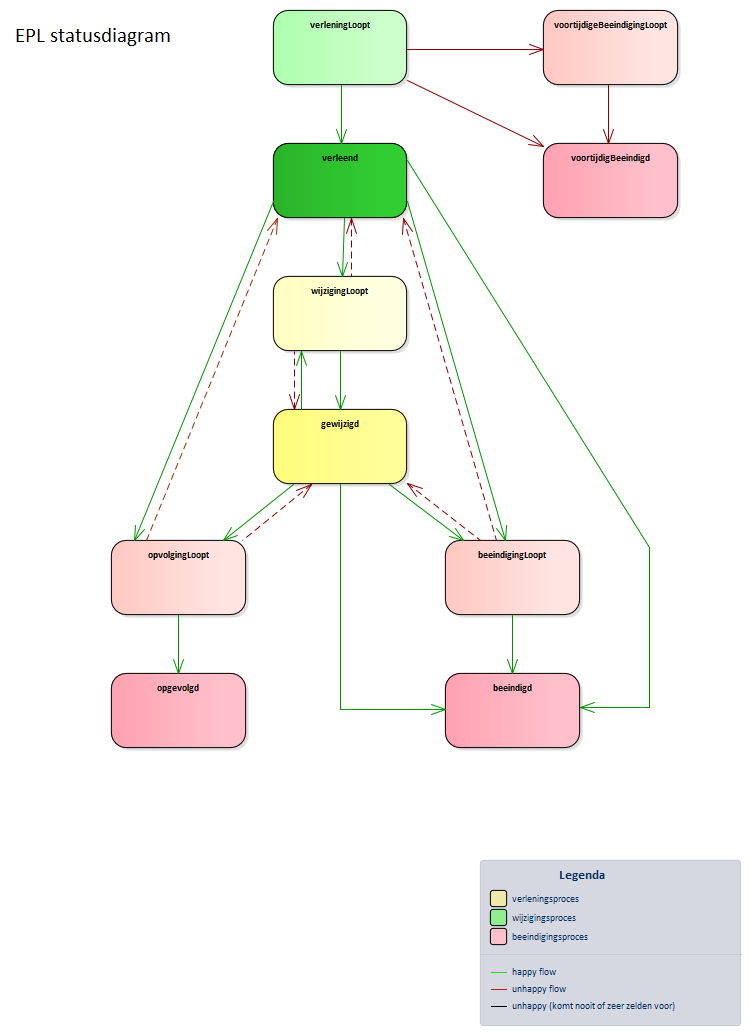 EPL statusdiagram
verleningLoopt
voortijdigeBeeindigingLoopt
verleend
voortijdigBeeindigd
wijzigingLoopt
gewijzigd
opvolgingLoopt
beeindigingLoopt
opgevolgd
beeindigd
Legenda
verleningsproces
wijzigingsproces
beeindigingsproces
happy flow
unhappy flow
unhappy (komt nooit of zeer zelden voor)